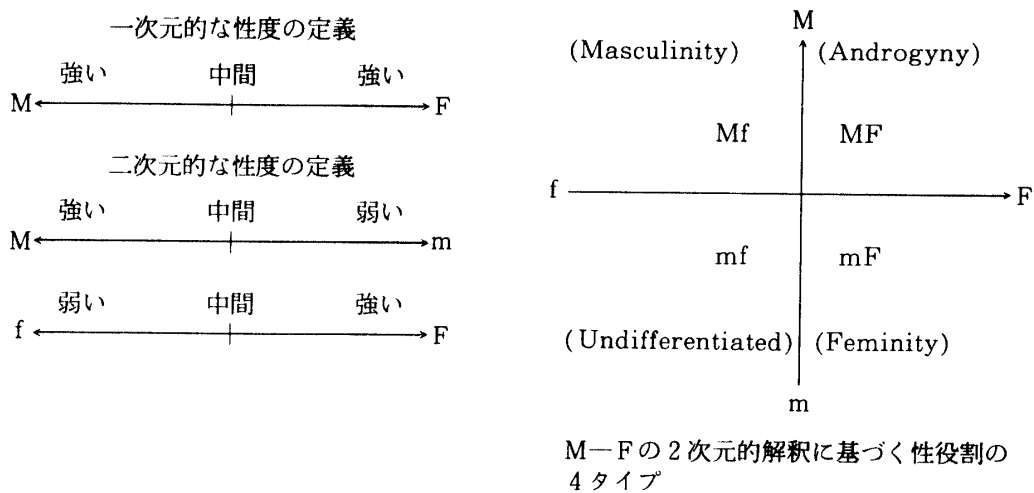 一次元的な性度の定義
強い 中間 強い
M F
二次元的な性度の定義
強い 中間 弱い
M m
弱い 中間 強い
f F
M
(Masculinity) (Androgyny)
Mf MF
f F
mf mF
(Undifferentiated) (Feminity)
m
M—Fの2次元的解釈に基づく性役割の
4タイプ